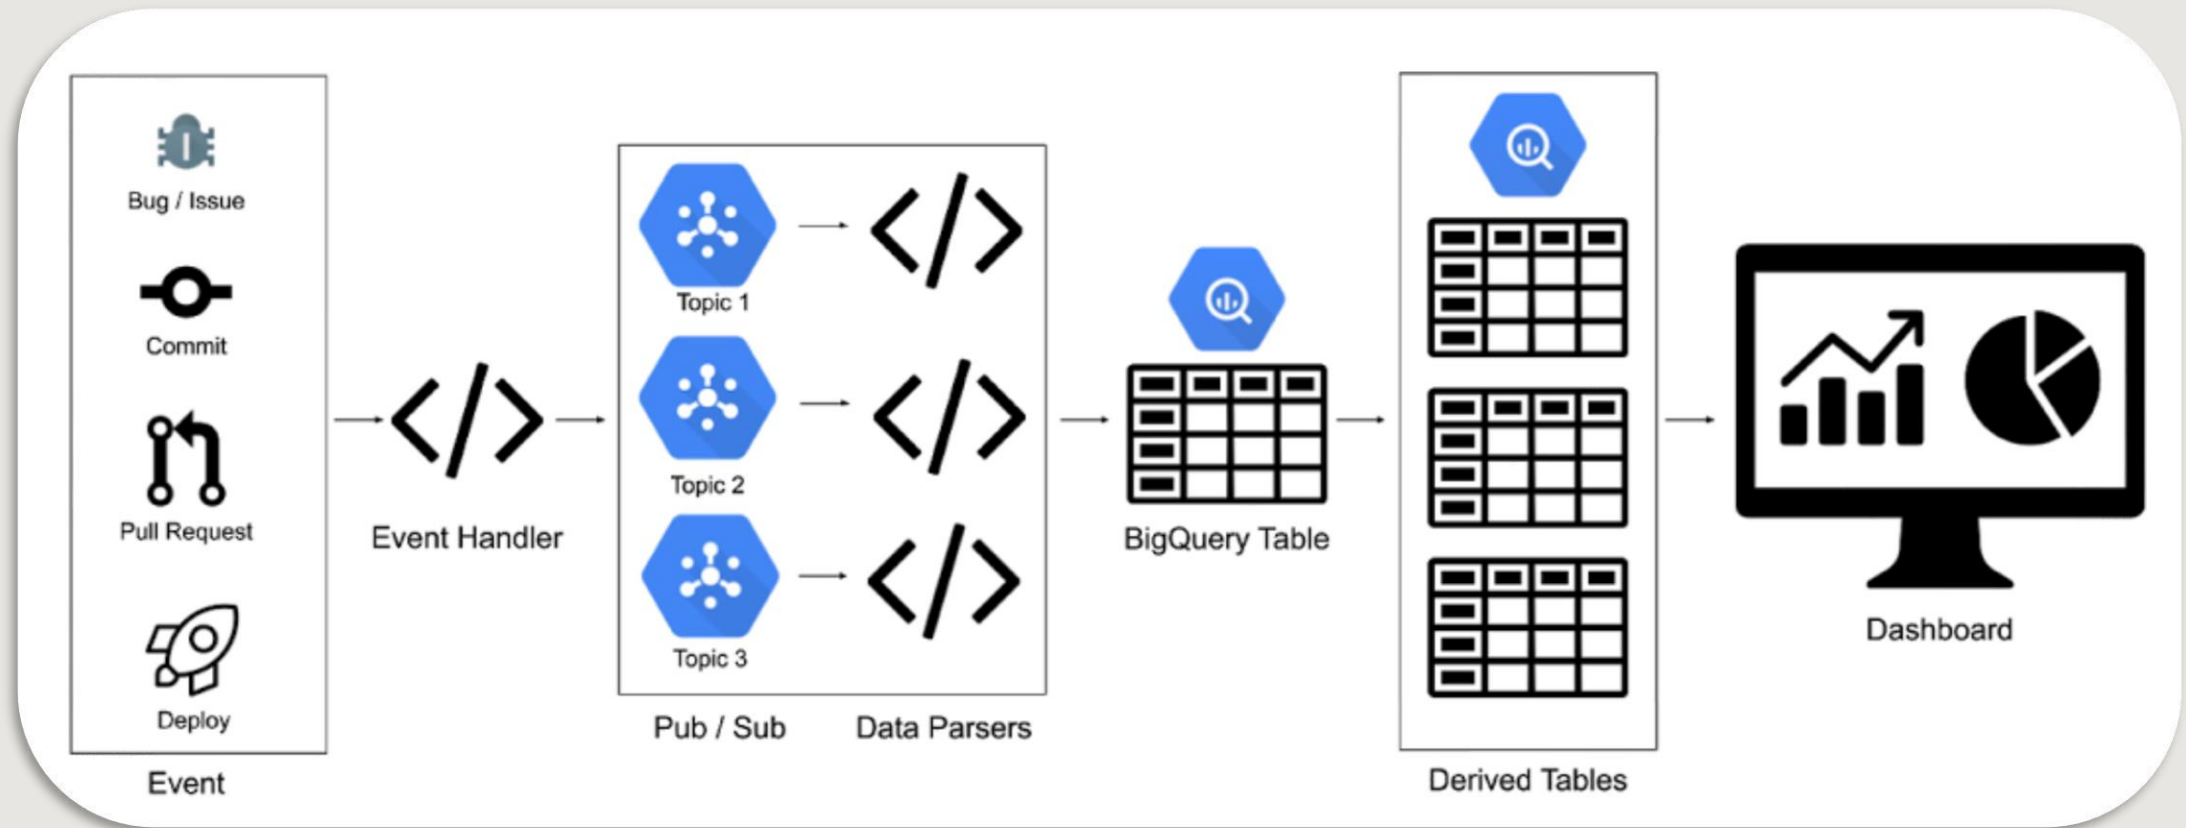 Bug / Issue
Commit
Pull Request
Deploy
Event
Event Handler
Topic 1
Topic 2
Topic 3
Pub / Sub
Data Parsers
BigQuery Table
Derived Tables
Dashboard